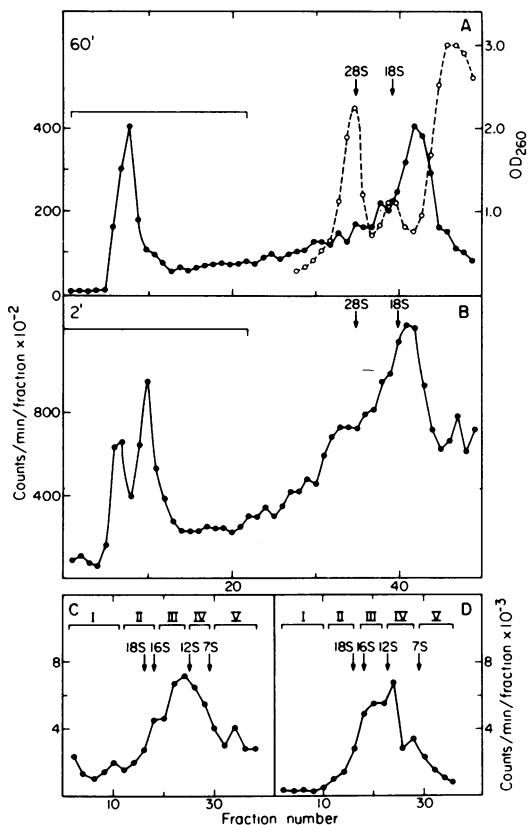 60' A
3.0
28S 18S
400 2.0
OD260
200 1.0
0
2' 28S 18S B
Counts/min/fraction ×10⁻²
800
400
20 40
C I II III IV V
I II III IV V D
18S 16S 12S 7S
18S 16S 12S 7S
8 8
4 4
Counts/min/fraction ×10⁻³
10 30 10 30
Fraction number